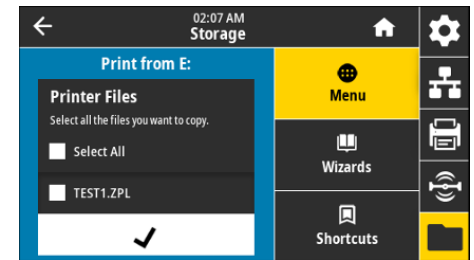 02:07 AM
Storage
Print from E:
Printer Files
Select all the files you want to copy.
Select All
TEST1.ZPL
Menu
Wizards
Shortcuts